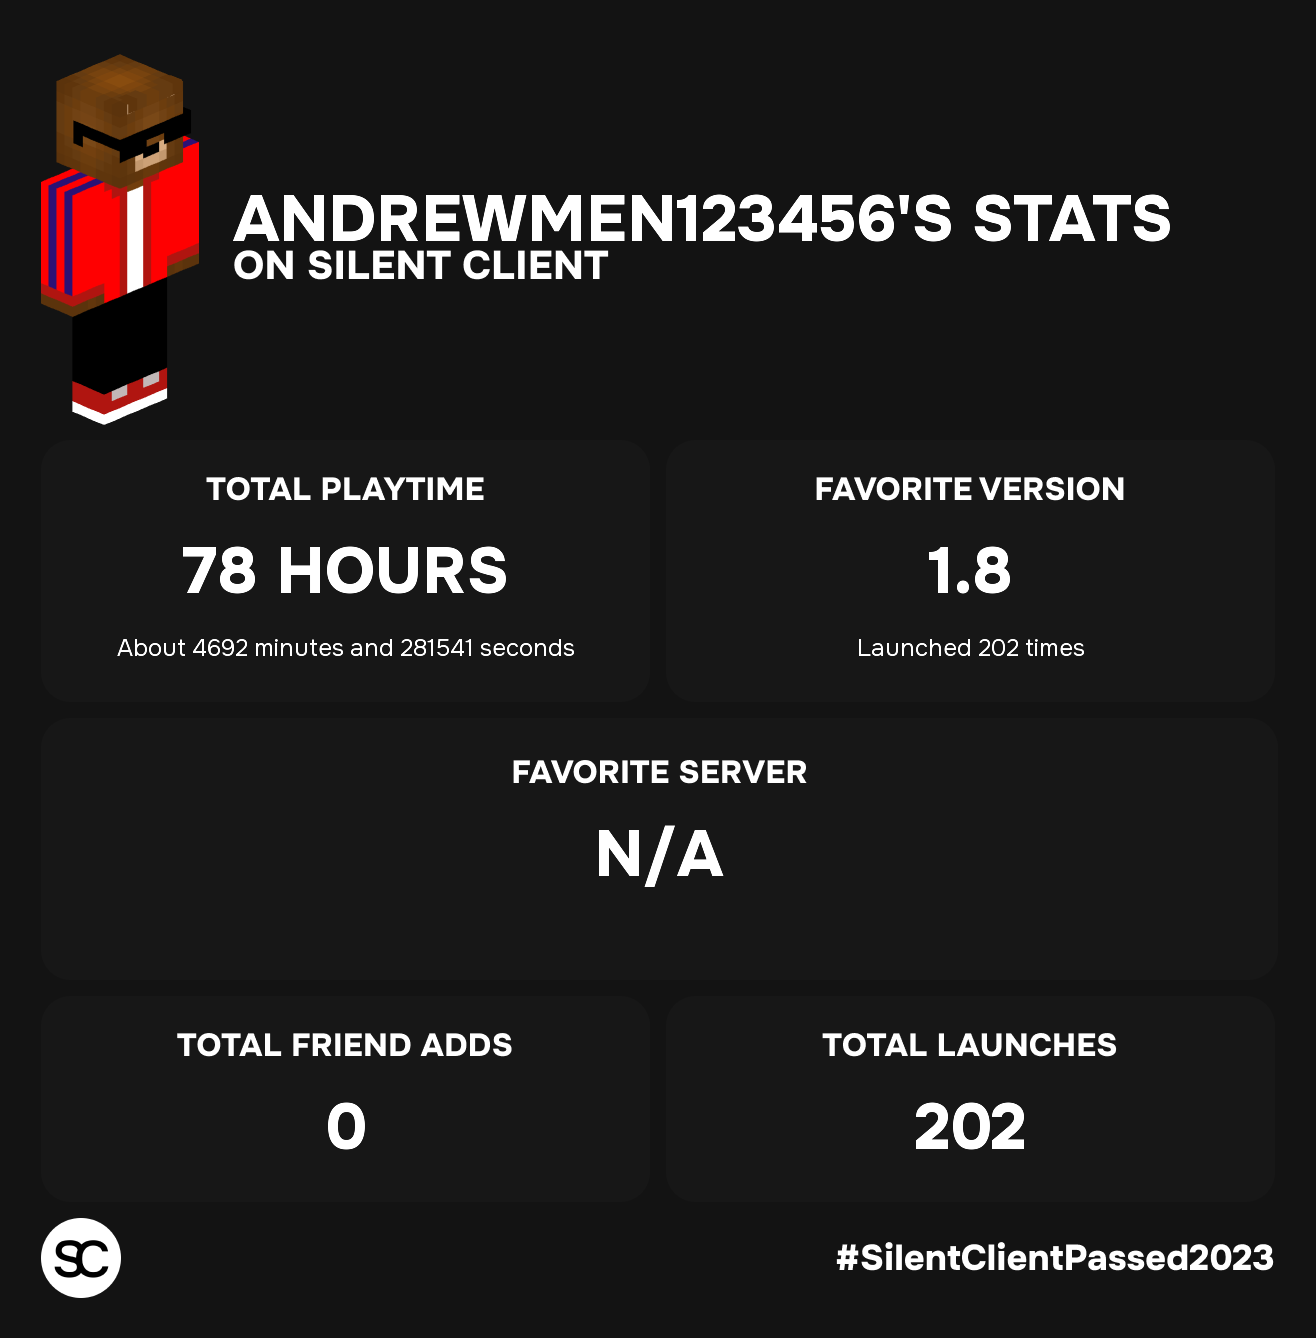 ANDREWMEN123456'S STATS
ON SILENT CLIENT
TOTAL PLAYTIME
78 HOURS
About 4692 minutes and 281541 seconds
FAVORITE VERSION
1.8
Launched 202 times
FAVORITE SERVER
N/A
TOTAL FRIEND ADDS
0
TOTAL LAUNCHES
202
SC
#SilentClientPassed2023